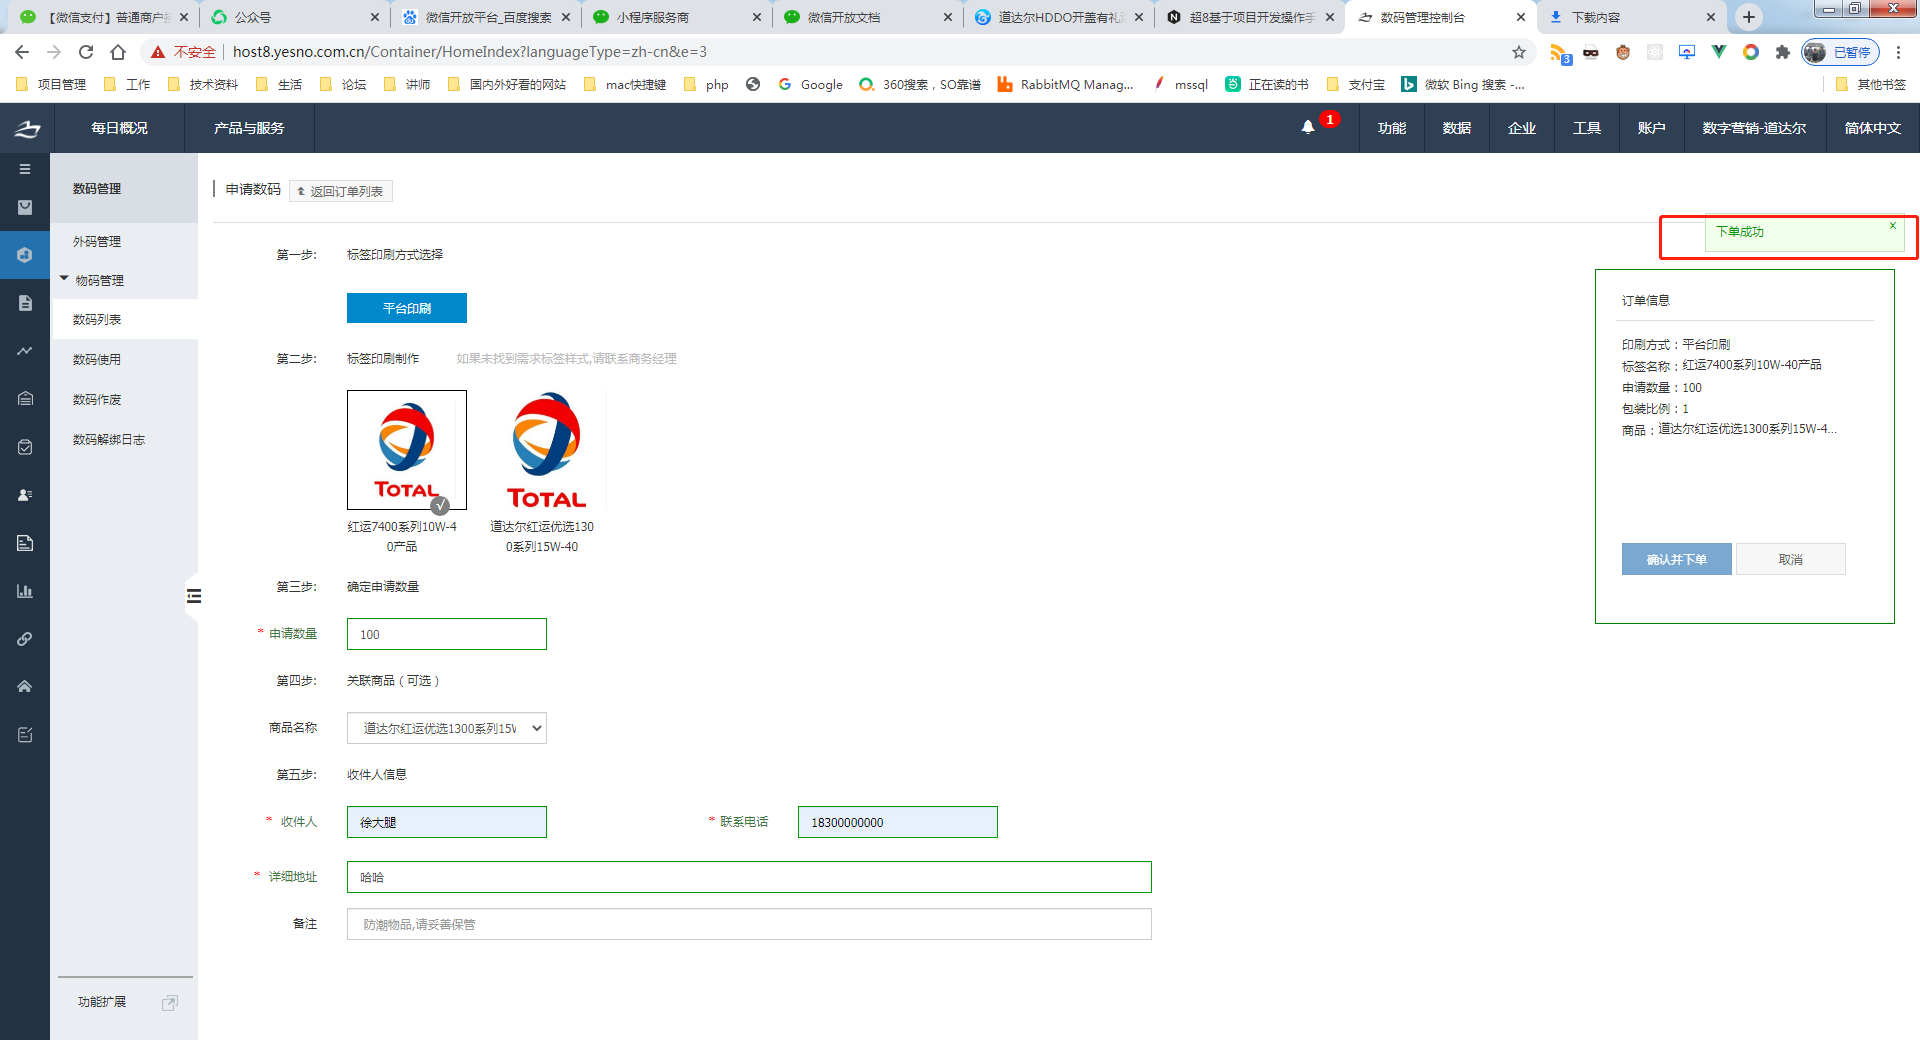 【微信支付】普通商户接
公众号
微信开放平台_百度搜索
小程序服务商
微信开放文档
道达尔HDDO开盖有礼
超8基于项目开发操作手
数码管理控制台
下载内容
不安全 host8.yesno.com.cn/Container/HomeIndex?languageType=zh-cn&e=3
3
已暂停
项目管理
工作
技术资料
生活
论坛
讲师
国内外好看的网站
mac快捷键
php
Google
360搜索，SO靠谱
RabbitMQ Manag...
mssql
正在读的书
支付宝
微软 Bing 搜索 -...
其他书签
每日概况
产品与服务
1
功能
数据
企业
工具
账户
数字营销-道达尔
简体中文
数码管理
外码管理
物码管理
数码列表
数码使用
数码作废
数码解绑日志
功能扩展
申请数码
返回订单列表
下单成功
x
第一步:
标签印刷方式选择
平台印刷
第二步:
标签印刷制作
如果未找到需求标签样式,请联系商务经理
TOTAL
√
TOTAL
红运7400系列10W-4
0产品
道达尔红运优选130
0系列15W-40
第三步:
确定申请数量
* 申请数量
100
第四步:
关联商品（可选）
商品名称
道达尔红运优选1300系列15W
第五步:
收件人信息
* 收件人
徐大腿
* 联系电话
18300000000
* 详细地址
哈哈
备注
防潮物品,请妥善保管
订单信息
印刷方式：平台印刷
标签名称：红运7400系列10W-40产品
申请数量：100
包装比例：1
商品：道达尔红运优选1300系列15W-4...
确认并下单
取消